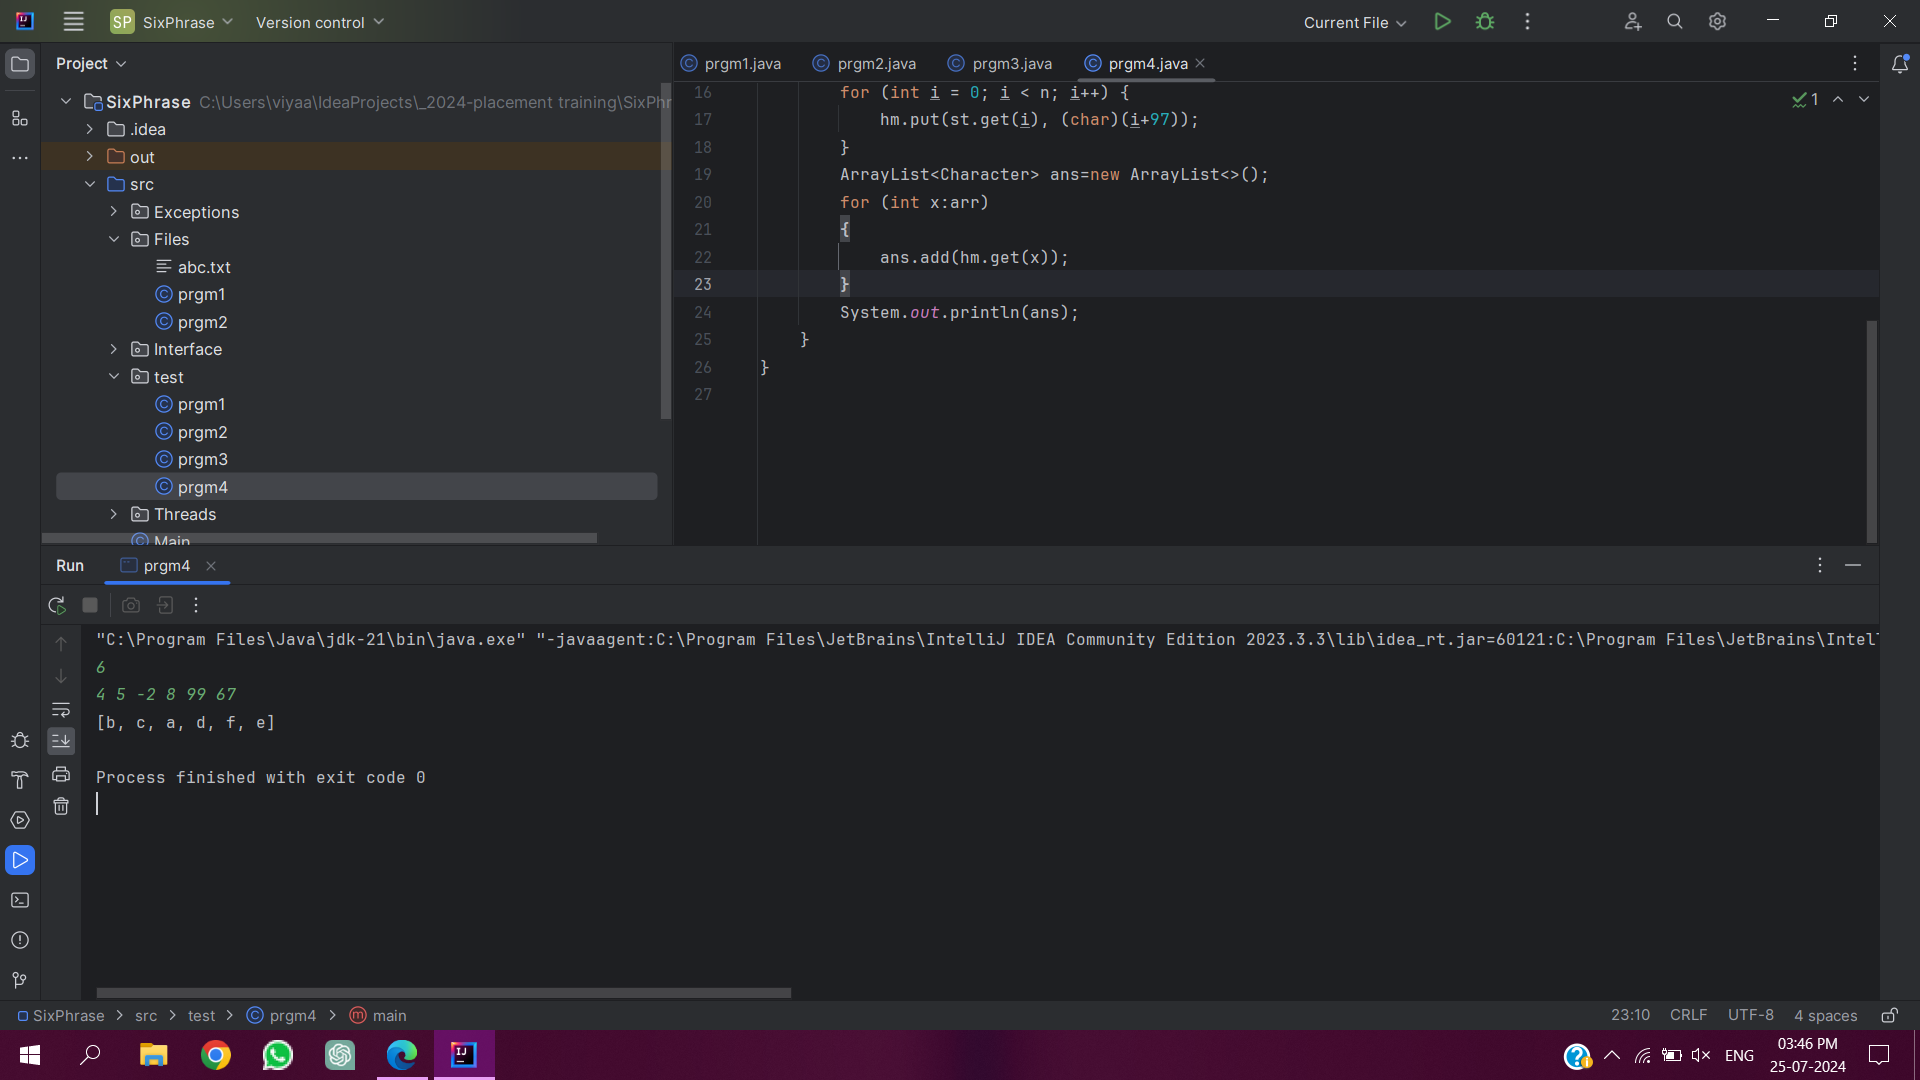 SP SixPhrase Version control Current File
Project
SixPhrase C:\Users\viyaa\IdeaProjects\_2024-placement training\SixPhr
.idea
out
src
Exceptions
Files
abc.txt
prgm1
prgm2
Interface
test
prgm1
prgm2
prgm3
prgm4
Threads
Main
prgm1.java prgm2.java prgm3.java prgm4.java
1
16 for (int i = 0; i < n; i++) {
17 hm.put(st.get(i), (char)(i+97));
18 }
19 ArrayList<Character> ans=new ArrayList<>();
20 for (int x:arr)
21 {
22 ans.add(hm.get(x));
23 }
24 System.out.println(ans);
25 }
26 }
27
Run prgm4
"C:\Program Files\Java\jdk-21\bin\java.exe" "-javaagent:C:\Program Files\JetBrains\IntelliJ IDEA Community Edition 2023.3.3\lib\idea_rt.jar=60121:C:\Program Files\JetBrains\Intel
6
4 5 -2 8 99 67
[b, c, a, d, f, e]
Process finished with exit code 0
SixPhrase > src > test > prgm4 > main 23:10 CRLF UTF-8 4 spaces
ENG
03:46 PM
25-07-2024